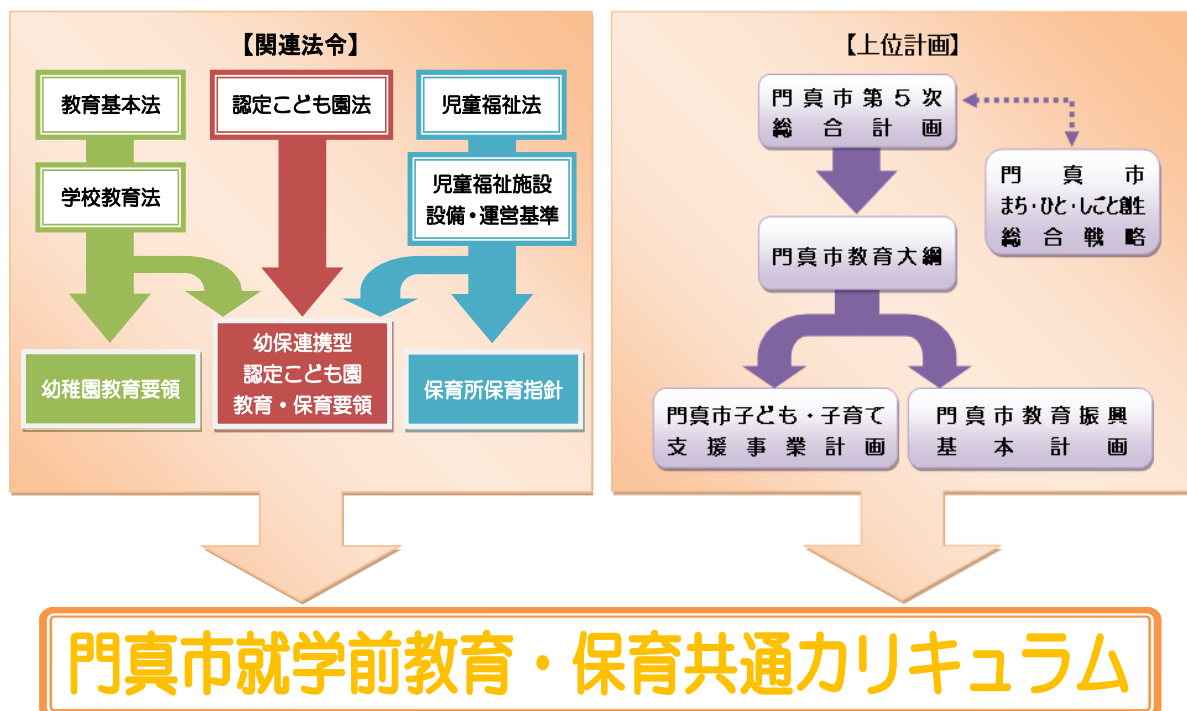 【関連法令】
教育基本法
認定こども園法
児童福祉法
学校教育法
児童福祉施設
設備・運営基準
幼稚園教育要領
幼保連携型
認定こども園
教育・保育要領
保育所保育指針
【上位計画】
門真市第５次
総合計画
門真市
まち・ひと・しごと創生
総合戦略
門真市教育大綱
門真市子ども・子育て
支援事業計画
門真市教育振興
基本計画
門真市就学前教育・保育共通カリキュラム